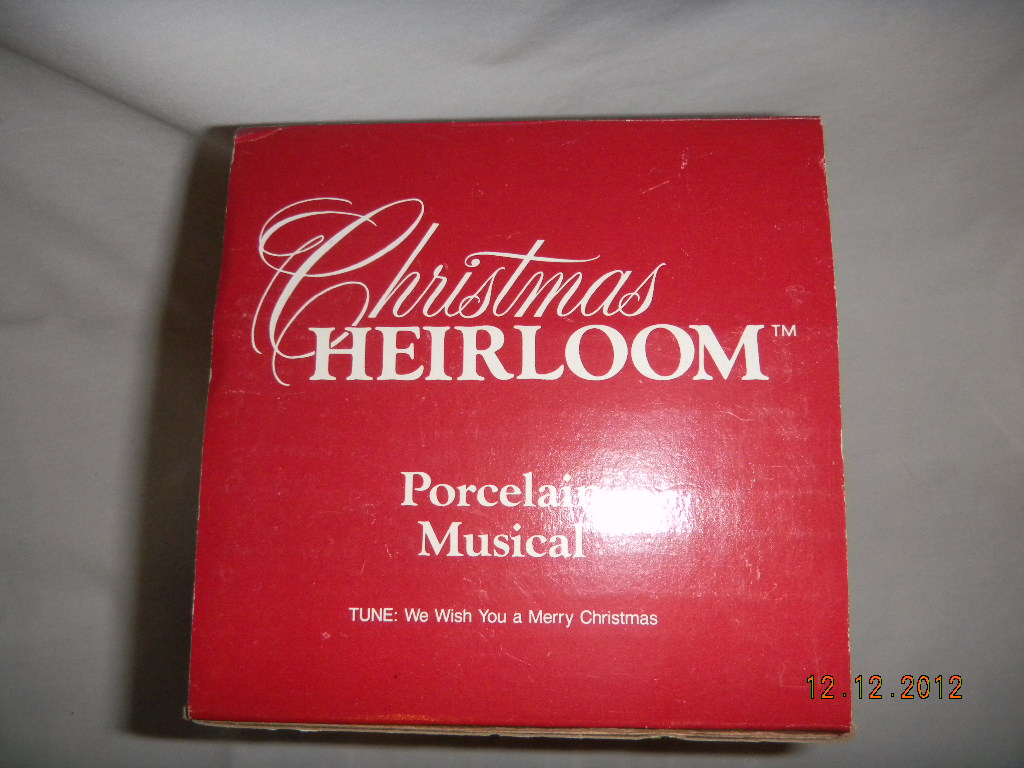 Christmas
HEIRLOOM™
Porcelain
Musical
TUNE: We Wish You a Merry Christmas
12.12.2012